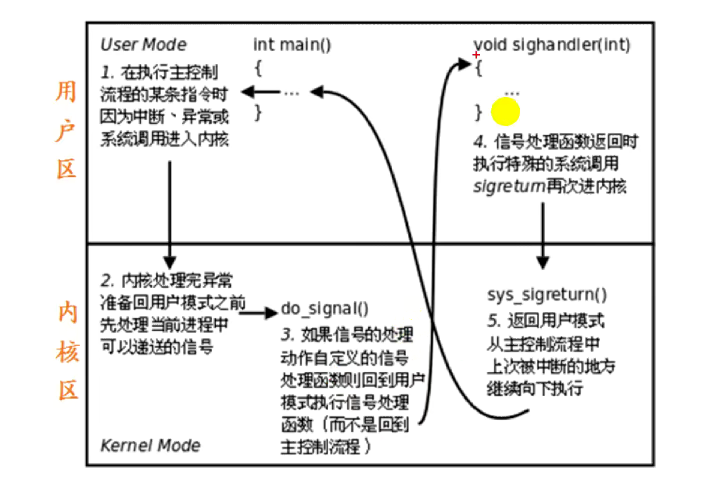 User Mode
1. 在执行主控制
流程的某条指令时
因为中断、异常或
系统调用进入内核
int main()
{
...
}
void sighandler(int)
{
...
}
4. 信号处理函数返回时
执行特殊的系统调用
sigreturn再次进内核
用
户
区
2. 内核处理完异常
准备回用户模式之前
先处理当前进程中
可以递送的信号
do_signal()
3. 如果信号的处理
动作自定义的信号
处理函数则回到用户
模式执行信号处理
函数（而不是回到
主控制流程）
sys_sigreturn()
5. 返回用户模式
从主控制流程中
上次被中断的地方
继续向下执行
内
核
区
Kernel Mode